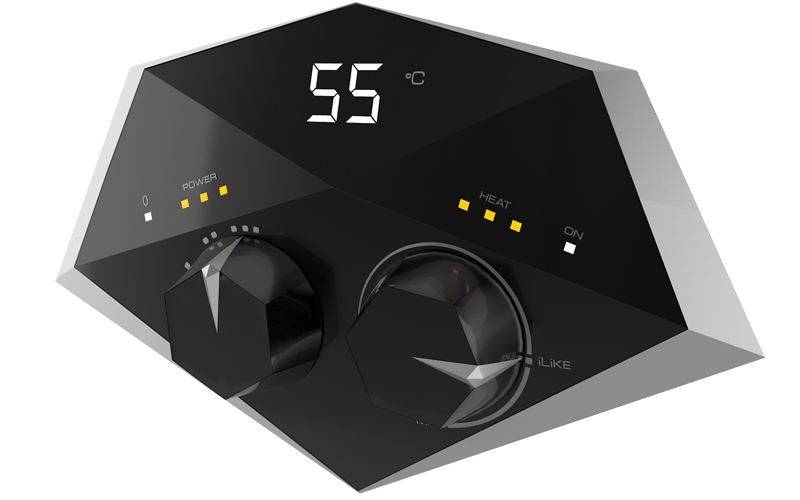 55 °C
0 POWER
HEAT ON
iLiKE